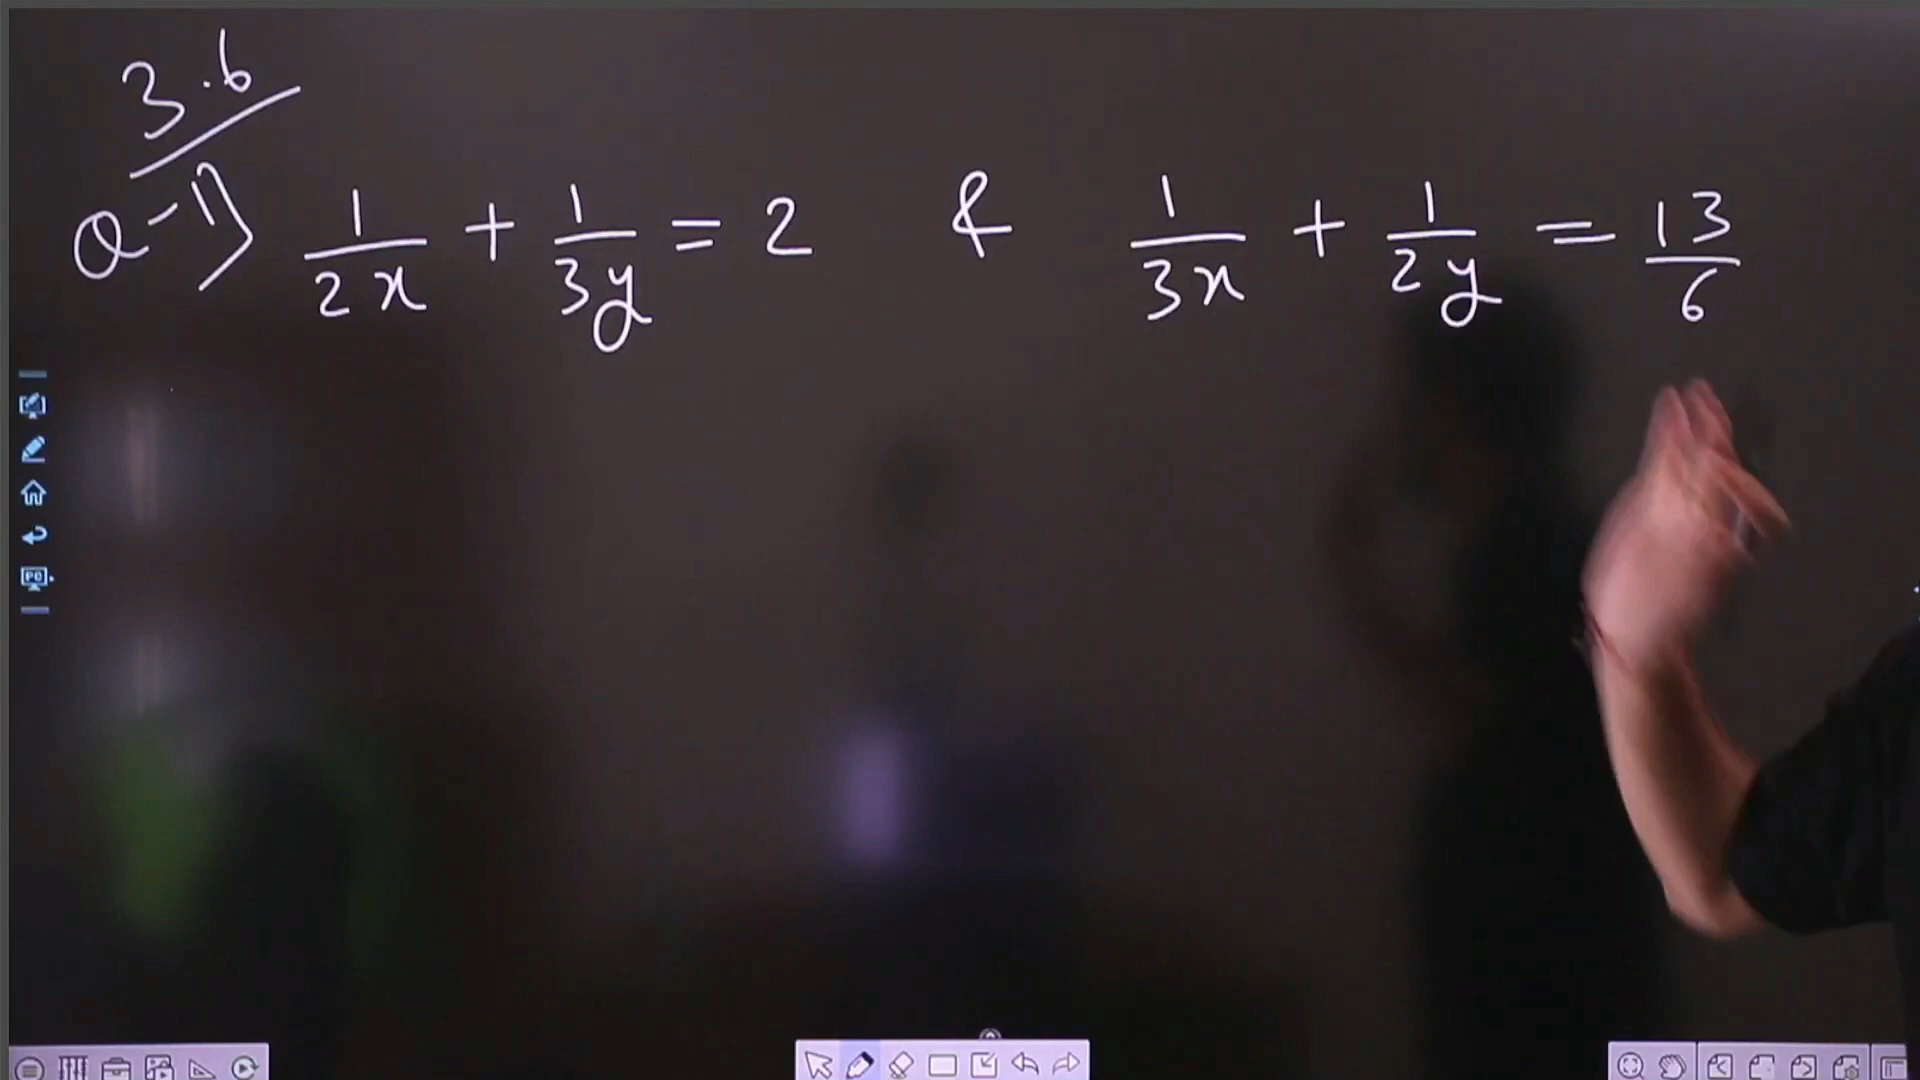 3.6
Q-1) 1/2x + 1/3y = 2 & 1/3x + 1/2y = 13/6